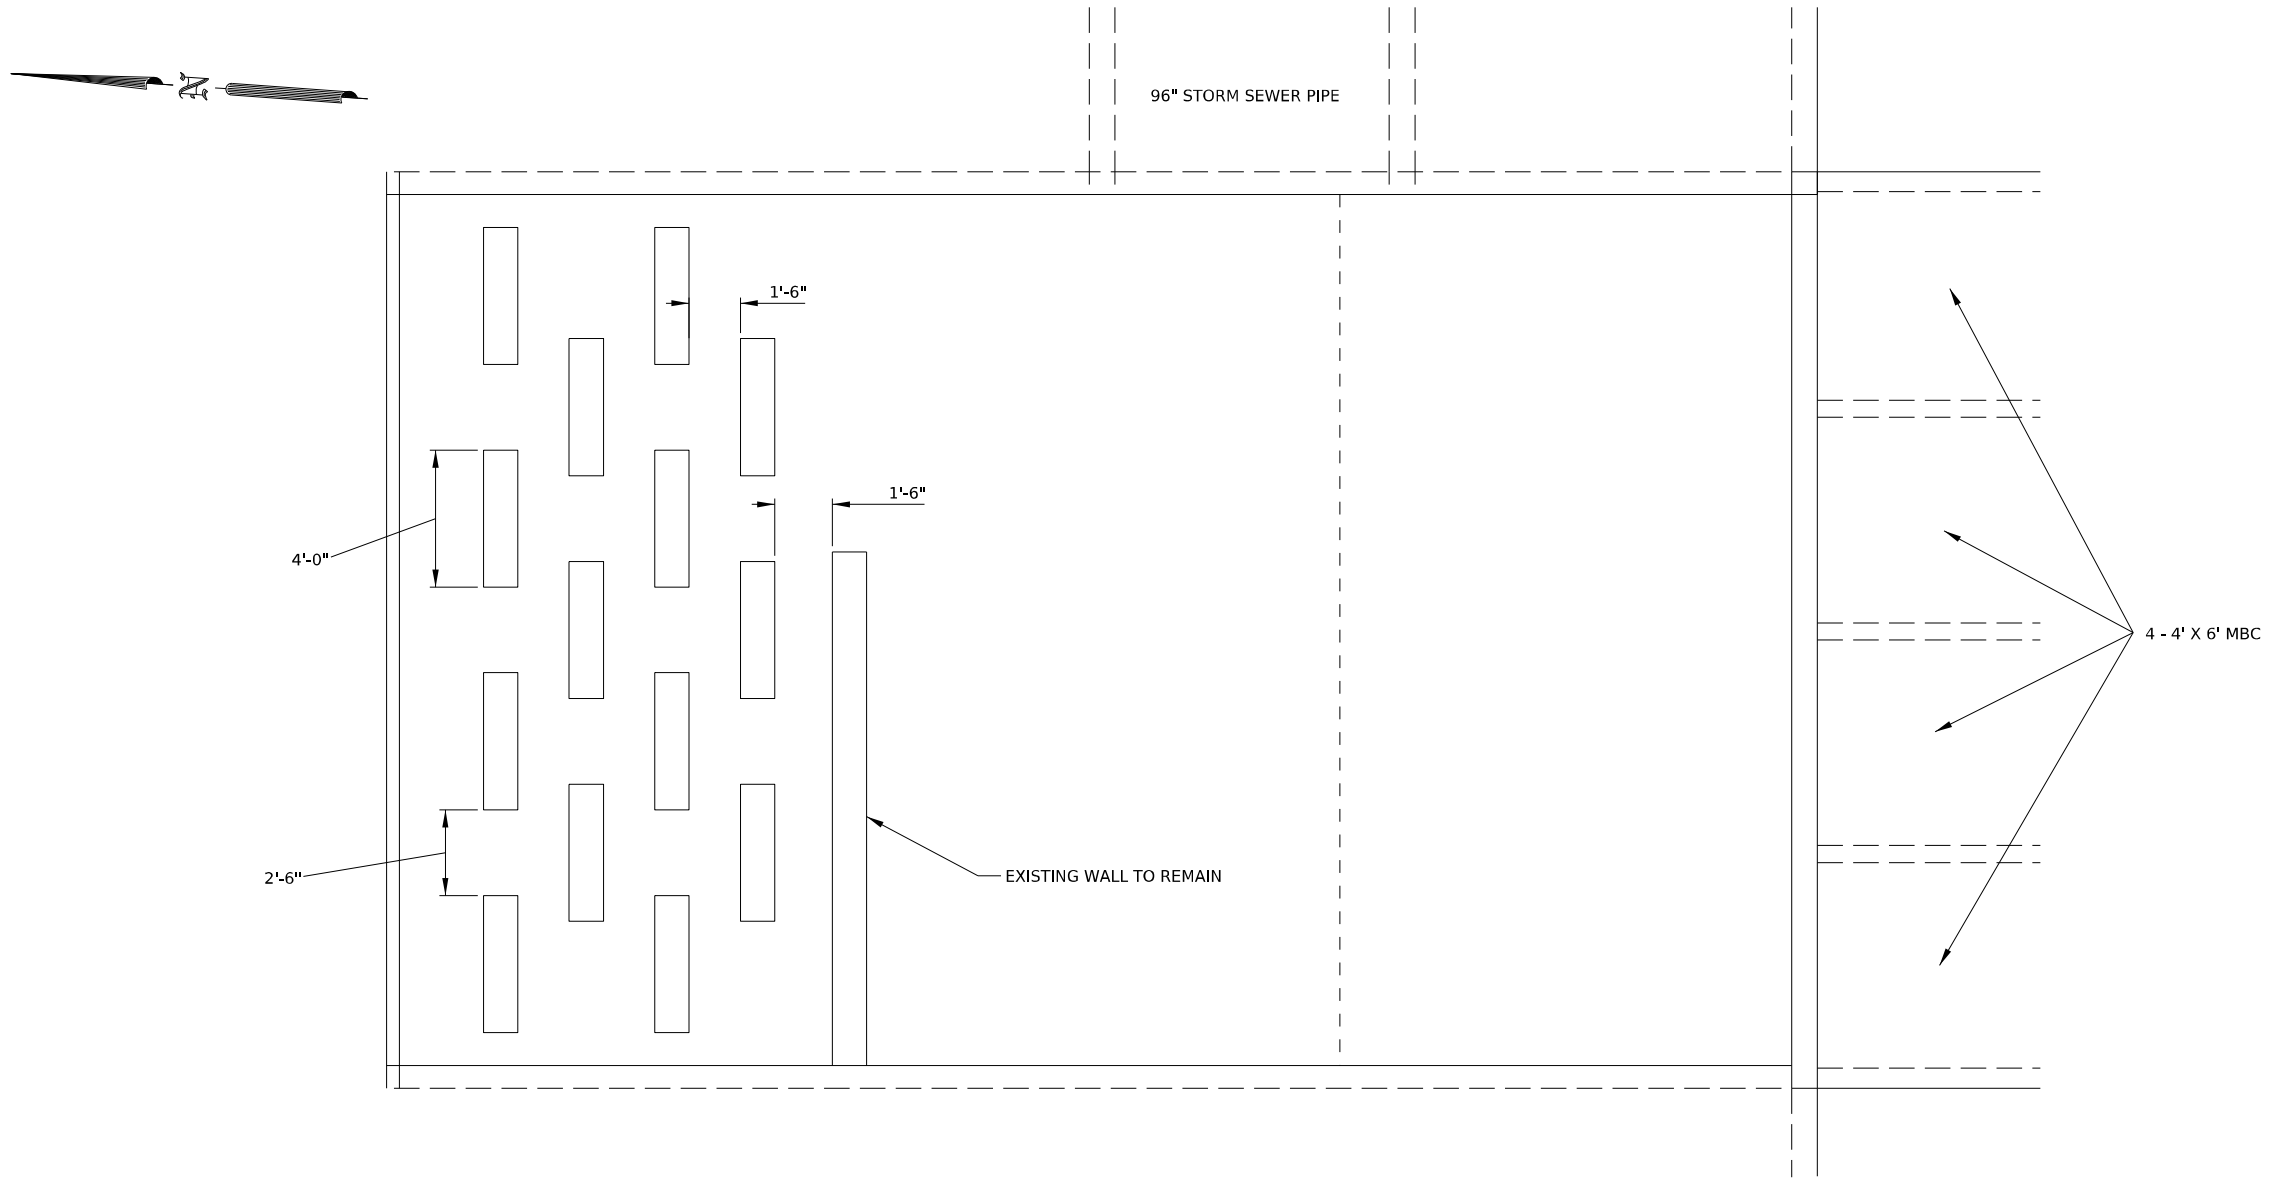 N
96" STORM SEWER PIPE
1'-6"
1'-6"
4'-0"
4 - 4' X 6' MBC
2'-6"
EXISTING WALL TO REMAIN